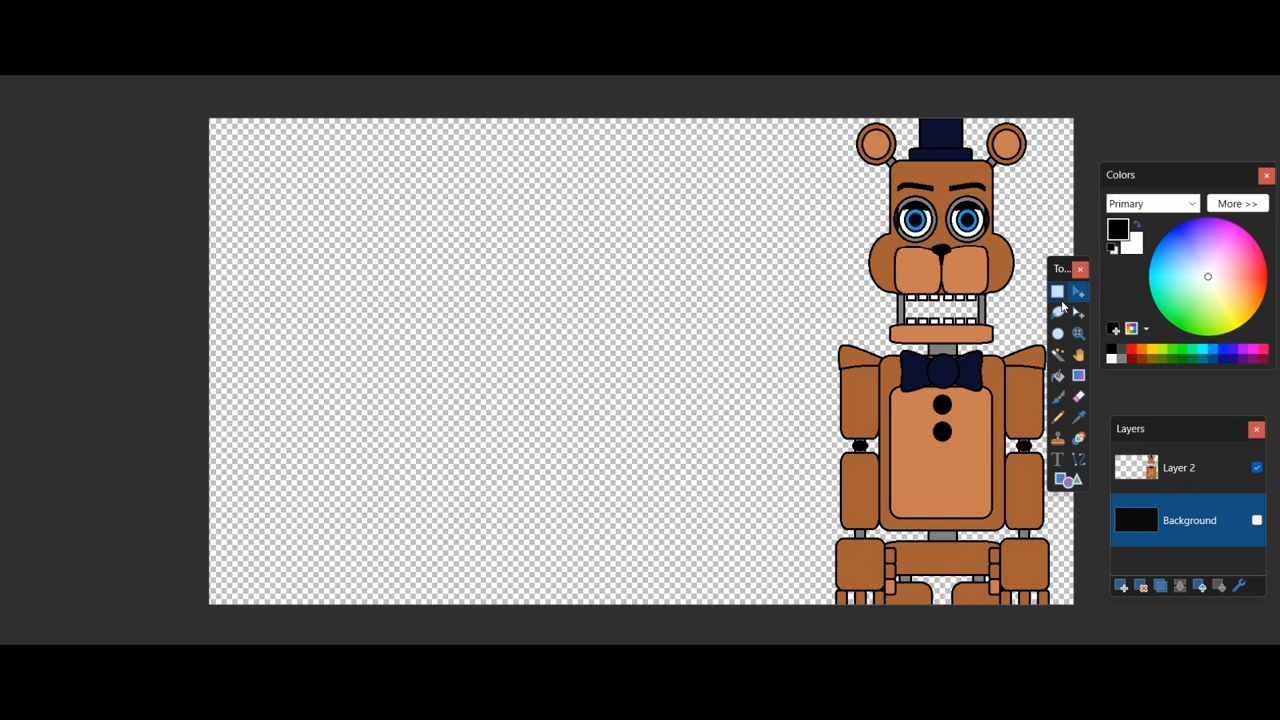 Colors
Primary
More >>
To...
Layers
Layer 2
Background